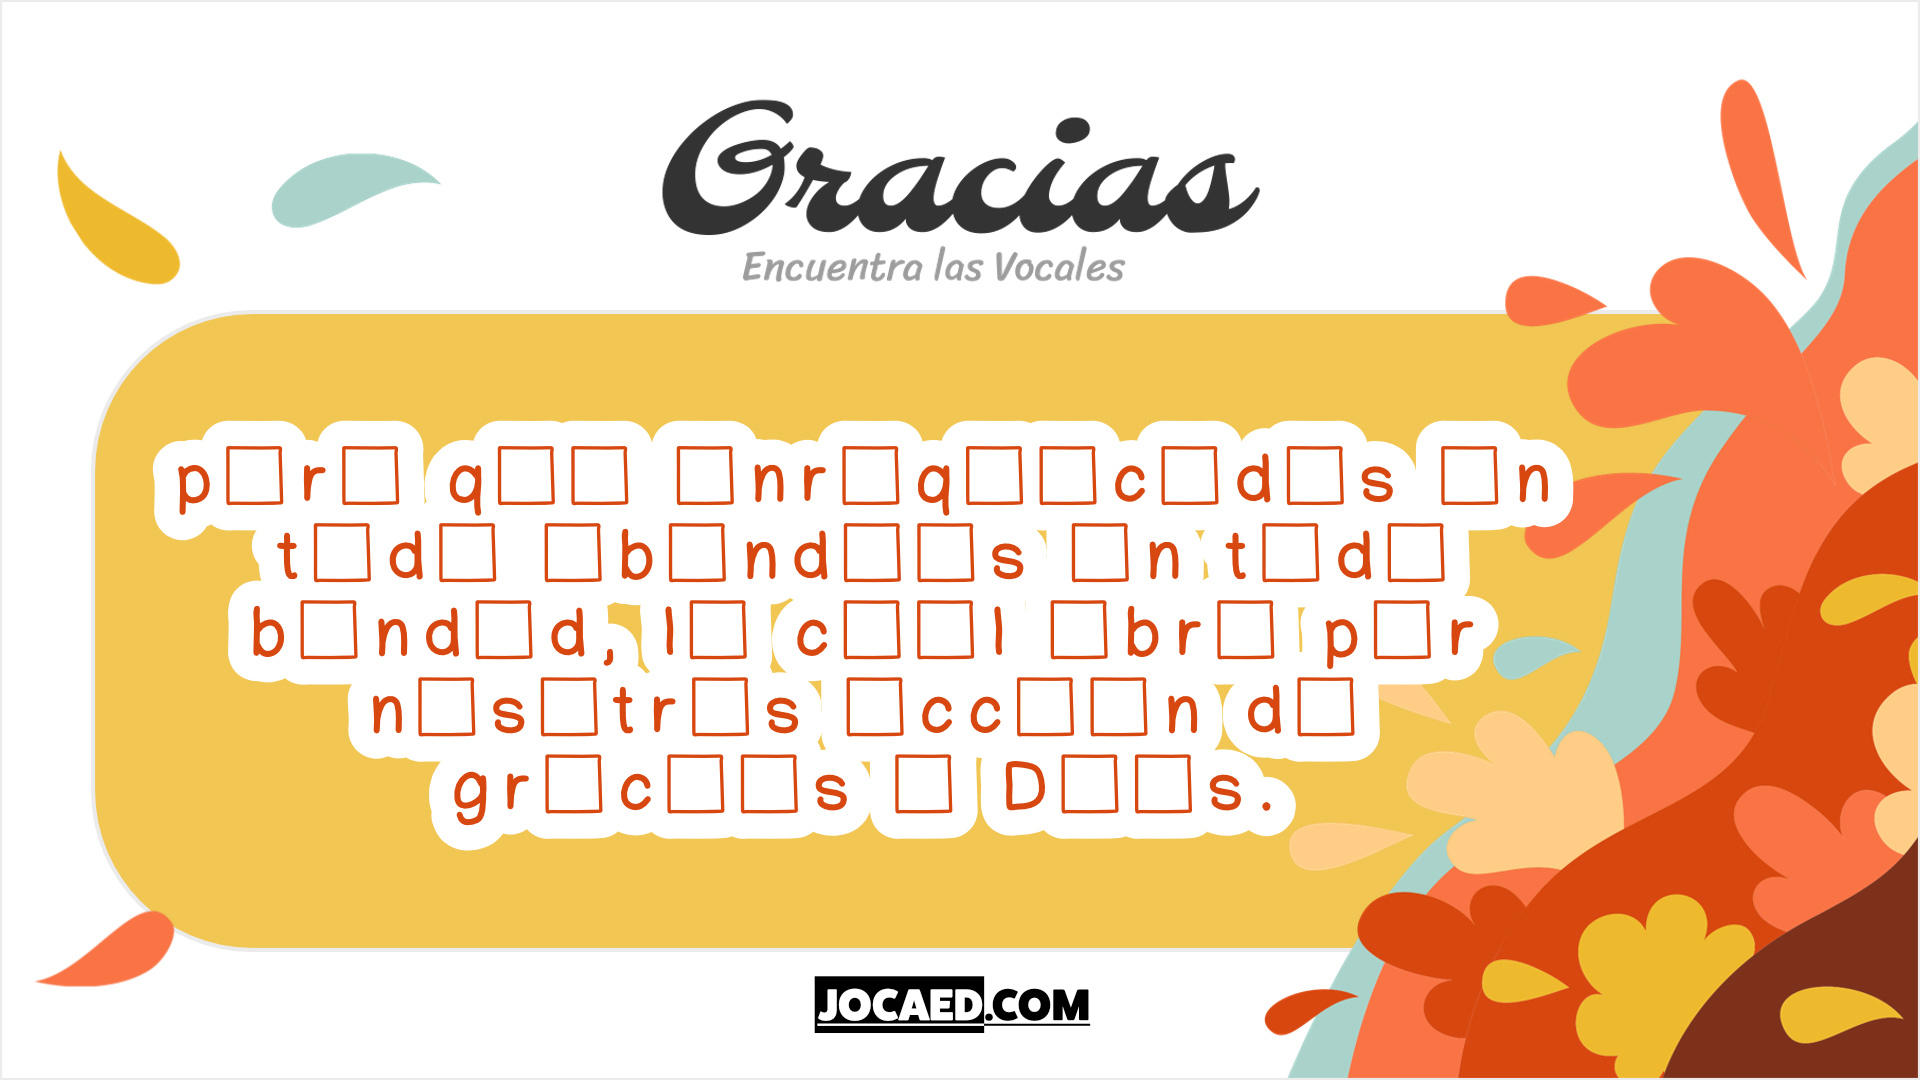 Gracias
Encuentra las Vocales
p□r□ q□□ □nr□q□□c□d□s □n
t□d□ □b□nd□□s □n t□d□
b□nd□d, l□ c□□l □br□ p□r
n□s□tr□s □cc□□n d□
gr□c□□s □ D□□s.
JOCAED.COM